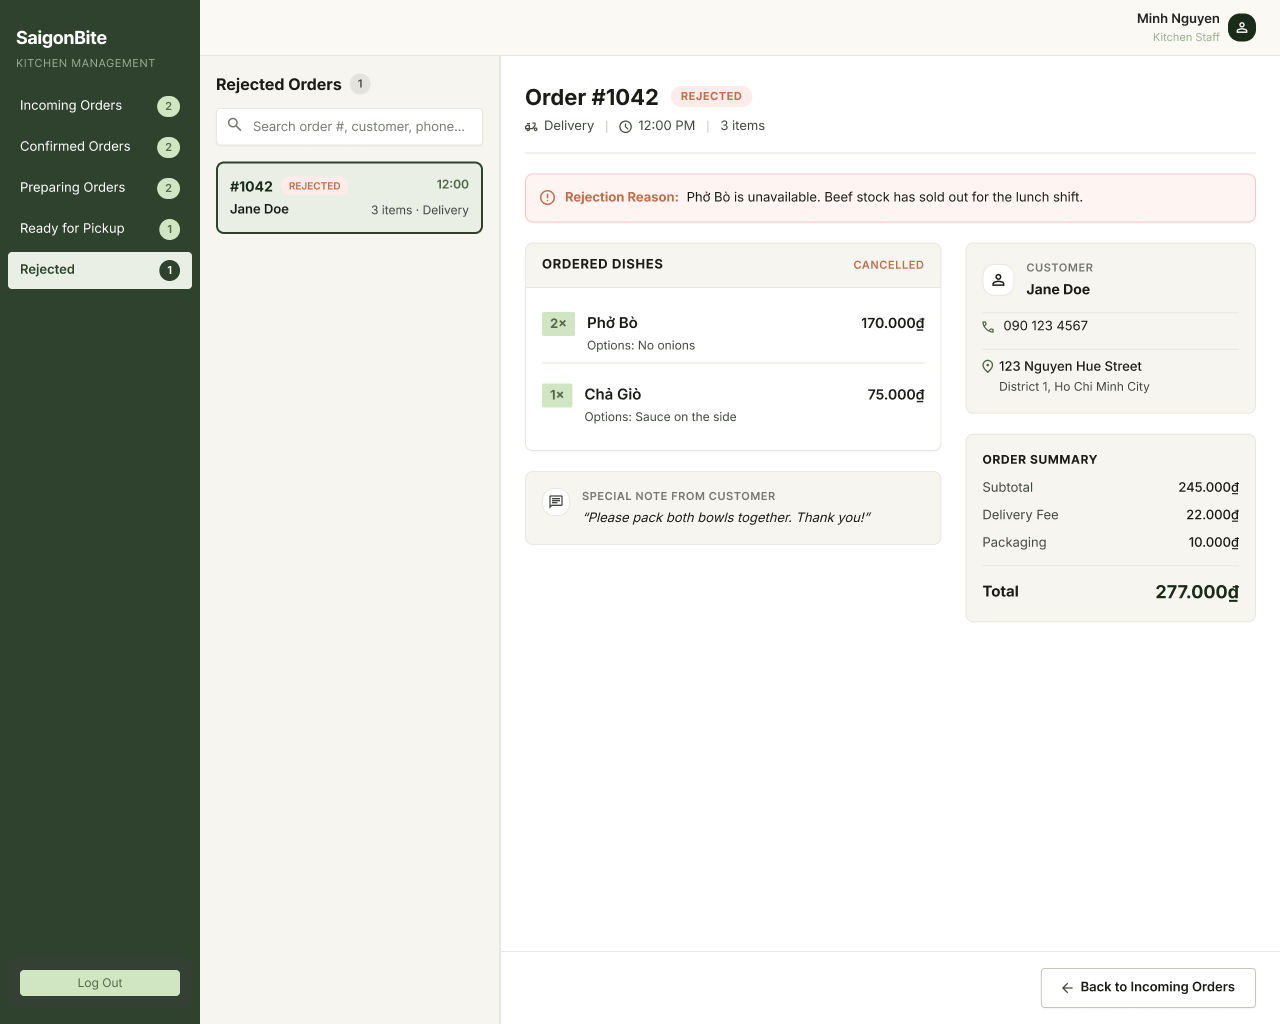 SaigonBite
KITCHEN MANAGEMENT
Incoming Orders 2
Confirmed Orders 2
Preparing Orders 2
Ready for Pickup 1
Rejected 1
Log Out
Minh Nguyen
Kitchen Staff
Rejected Orders 1
Search order #, customer, phone...
#1042 REJECTED 12:00
Jane Doe 3 items · Delivery
Order #1042 REJECTED
Delivery | 12:00 PM | 3 items
Rejection Reason: Phở Bò is unavailable. Beef stock has sold out for the lunch shift.
ORDERED DISHES CANCELLED
2× Phở Bò 170.000₫
Options: No onions
1× Chả Giò 75.000₫
Options: Sauce on the side
SPECIAL NOTE FROM CUSTOMER
“Please pack both bowls together. Thank you!”
CUSTOMER
Jane Doe
090 123 4567
123 Nguyen Hue Street
District 1, Ho Chi Minh City
ORDER SUMMARY
Subtotal 245.000₫
Delivery Fee 22.000₫
Packaging 10.000₫
Total 277.000₫
← Back to Incoming Orders